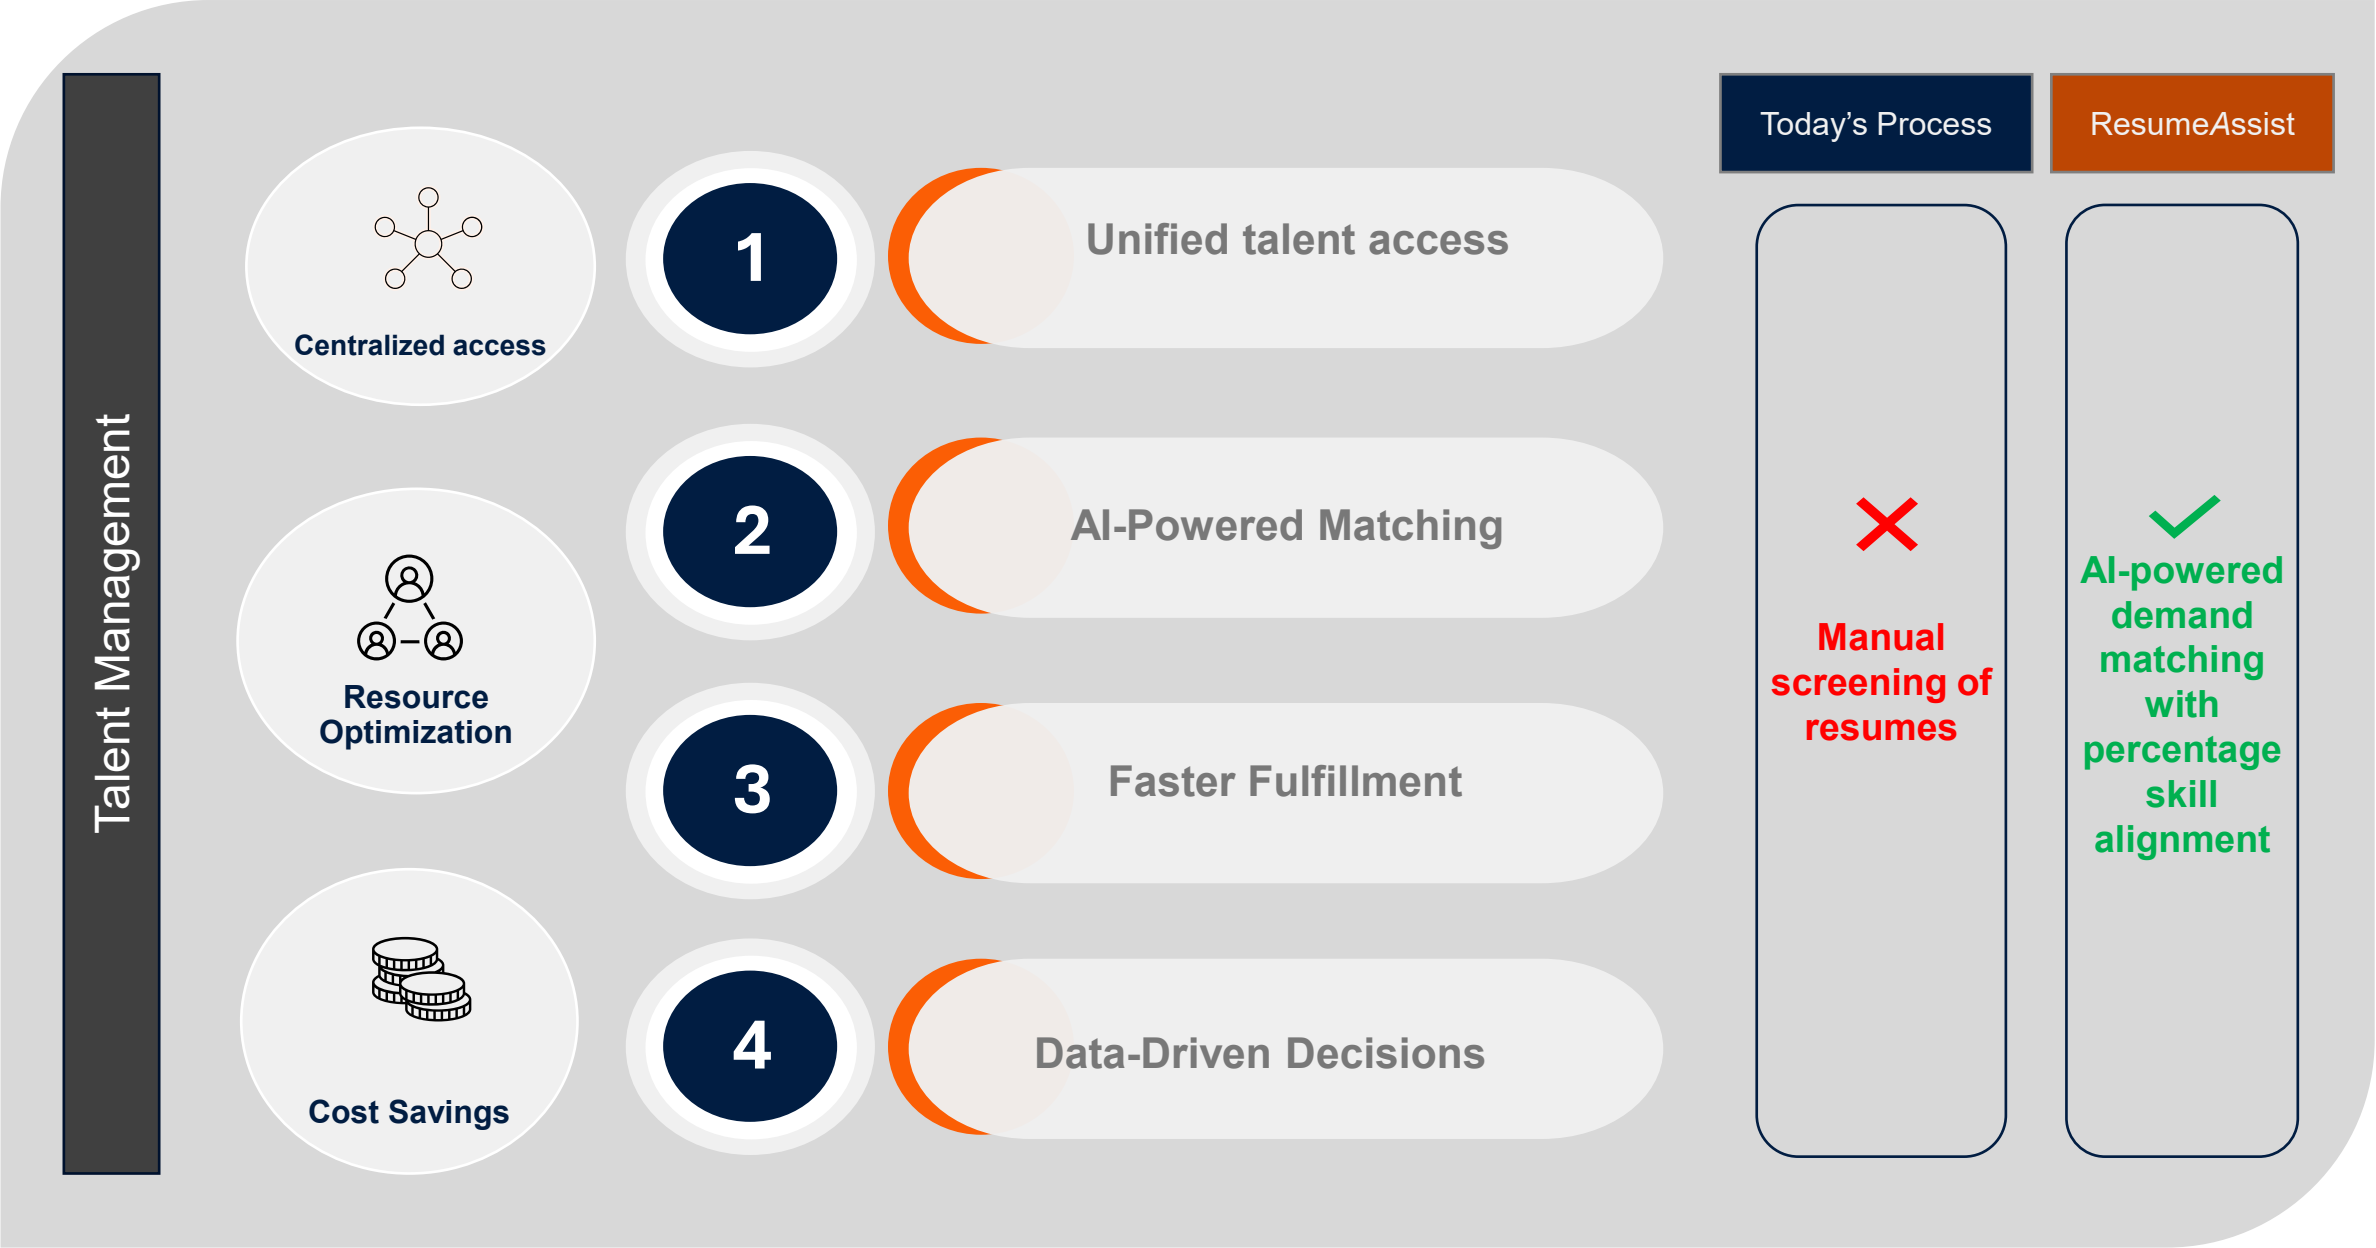 Talent Management
Centralized access
Resource
Optimization
Cost Savings
1
Unified talent access
2
AI-Powered Matching
3
Faster Fulfillment
4
Data-Driven Decisions
Today’s Process
Manual
screening of
resumes
ResumeAssist
AI-powered
demand
matching
with
percentage
skill
alignment